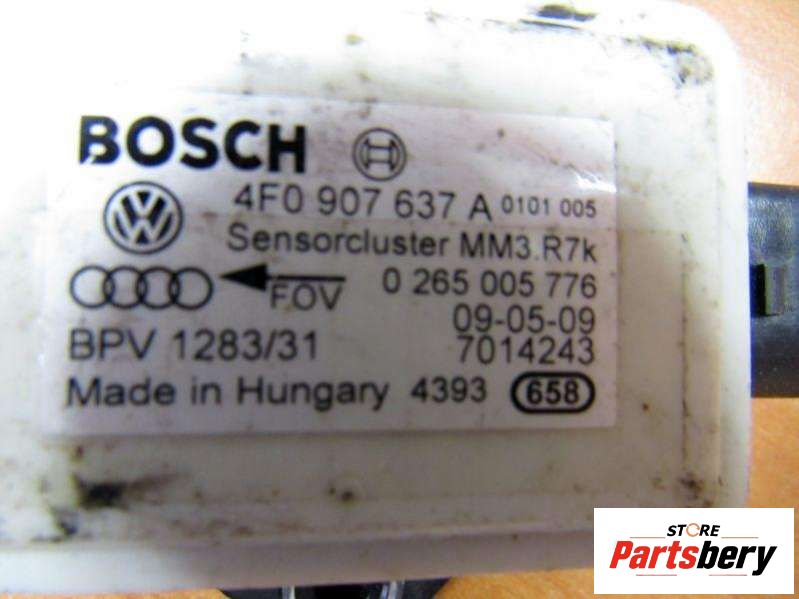 BOSCH
4F0 907 637 A 0101 005
Sensorcluster MM3.R7k
FOV 0 265 005 776
09-05-09
BPV 1283/31 7014243
Made in Hungary 4393 658
STORE
Partsbery